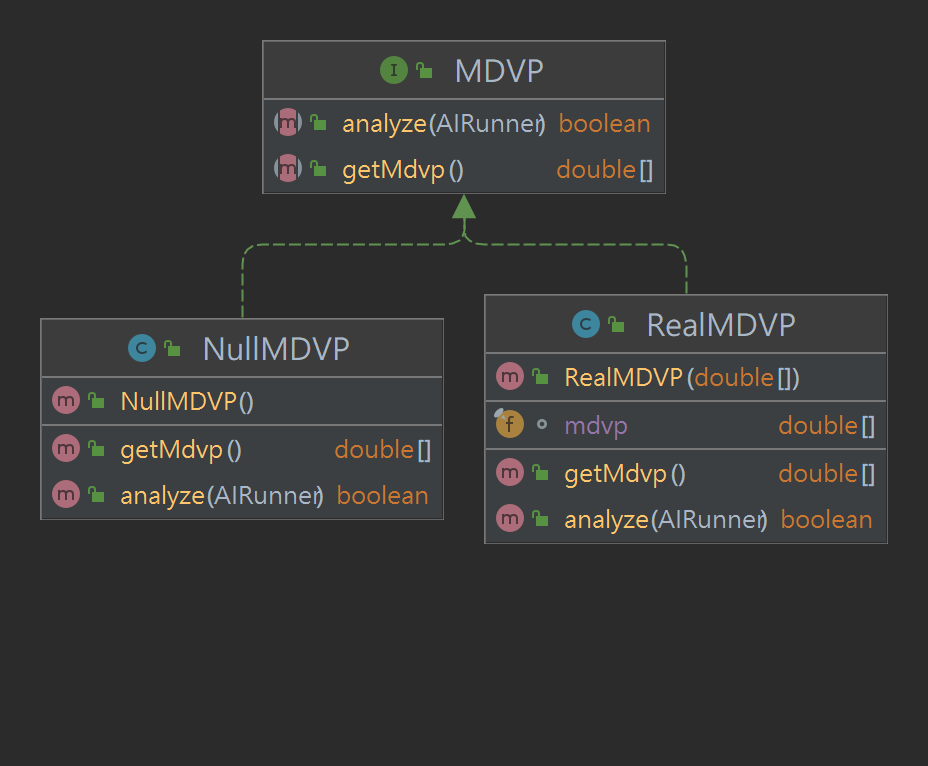 MDVP
analyze(AIRunner) boolean
getMdvp() double[]
NullMDVP
NullMDVP()
getMdvp() double[]
analyze(AIRunner) boolean
RealMDVP
RealMDVP(double[])
mdvp double[]
getMdvp() double[]
analyze(AIRunner) boolean